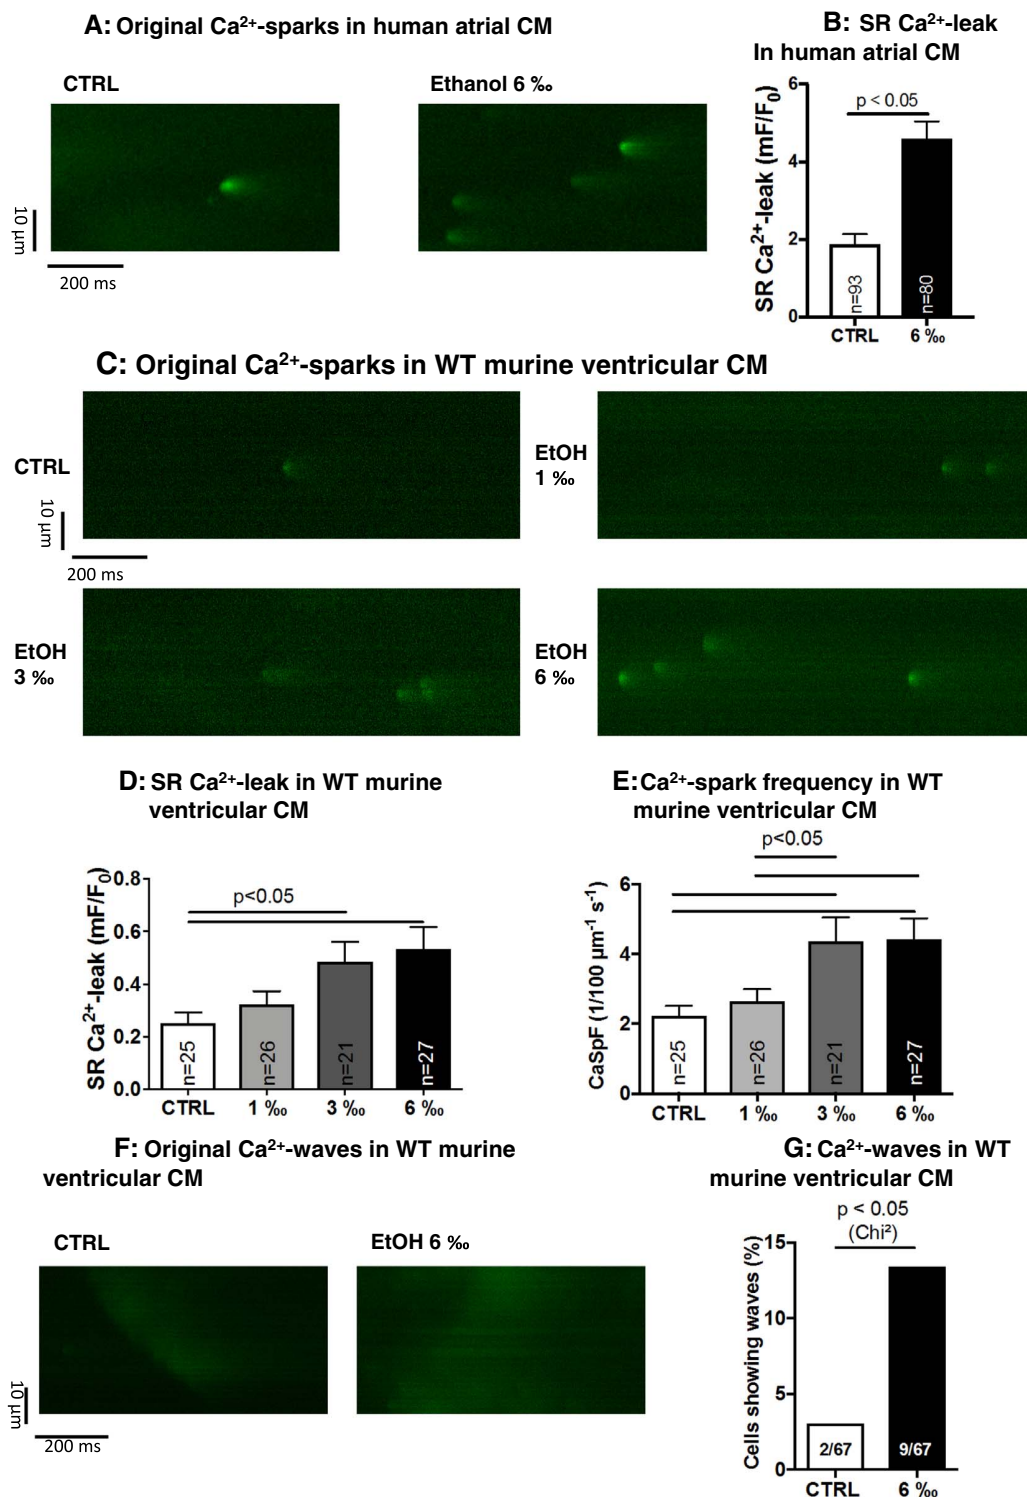 A: Original Ca²⁺-sparks in human atrial CM
CTRL
Ethanol 6 ‰
10 µm
200 ms
B: SR Ca²⁺-leak
In human atrial CM
SR Ca²⁺-leak (mF/F₀)
6
4
2
0
p < 0.05
n=93
n=80
CTRL
6 ‰
C: Original Ca²⁺-sparks in WT murine ventricular CM
CTRL
10 µm
200 ms
EtOH
1 ‰
EtOH
3 ‰
EtOH
6 ‰
D: SR Ca²⁺-leak in WT murine
ventricular CM
SR Ca²⁺-leak (mF/F₀)
0.8
0.6
0.4
0.2
0.0
p<0.05
n=25
n=26
n=21
n=27
CTRL
1 ‰
3 ‰
6 ‰
E: Ca²⁺-spark frequency in WT
murine ventricular CM
CaSpF (1/100 µm⁻¹ s⁻¹)
6
4
2
0
p<0.05
n=25
n=26
n=21
n=27
CTRL
1 ‰
3 ‰
6 ‰
F: Original Ca²⁺-waves in WT murine
ventricular CM
CTRL
EtOH 6 ‰
10 µm
200 ms
G: Ca²⁺-waves in WT
murine ventricular CM
Cells showing waves (%)
15
10
5
0
p < 0.05
(Chi²)
2/67
9/67
CTRL
6 ‰